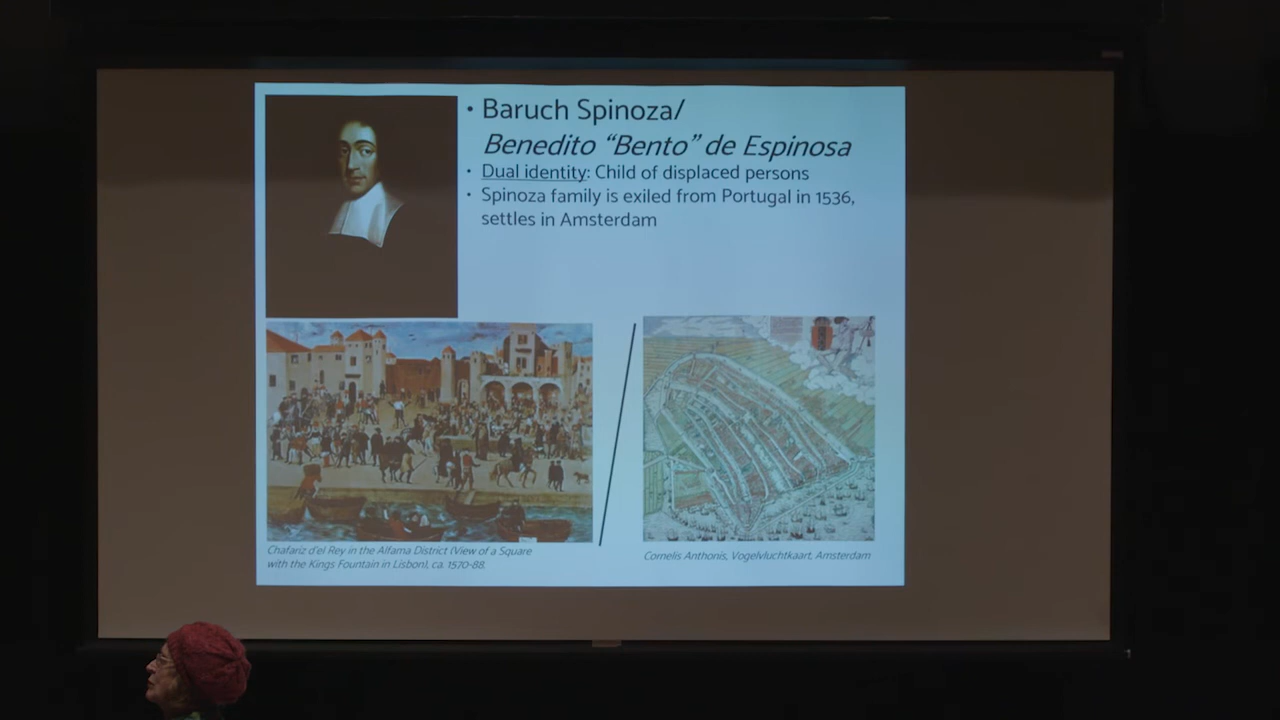 • Baruch Spinoza/
Benedito “Bento” de Espinosa
• Dual identity: Child of displaced persons
• Spinoza family is exiled from Portugal in 1536,
settles in Amsterdam
Chafariz d'el Rey in the Alfama District (View of a Square
with the Kings Fountain in Lisbon), ca. 1570-88.
Cornelis Anthonis, Vogelvluchtkaart, Amsterdam